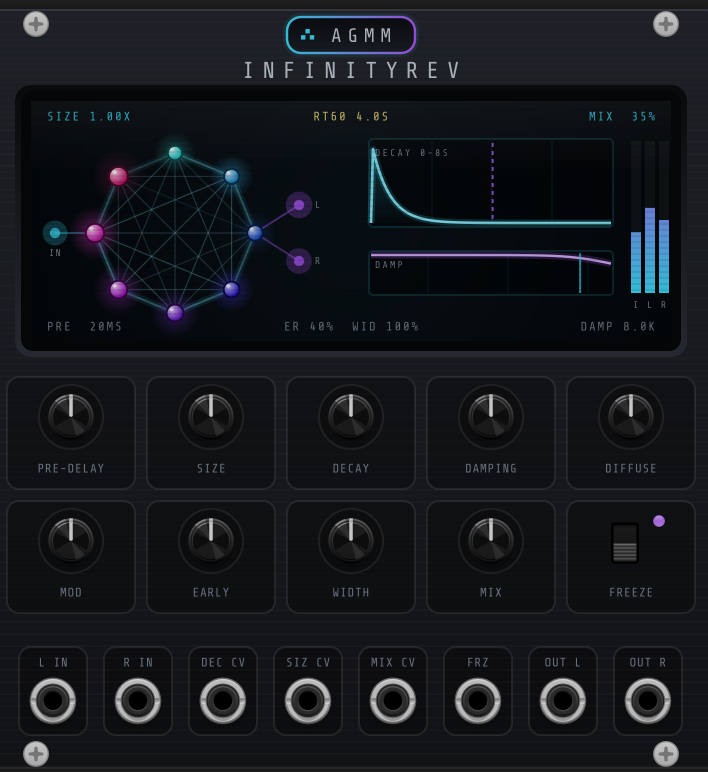 AGMM
INFINITYREV
SIZE 1.00X RT60 4.0S MIX 35%
DECAY 0-8S
L
IN
R
DAMP
I L R
PRE 20MS ER 40% WID 100% DAMP 8.0K
PRE-DELAY SIZE DECAY DAMPING DIFFUSE
MOD EARLY WIDTH MIX FREEZE
L IN R IN DEC CV SIZ CV MIX CV FRZ OUT L OUT R